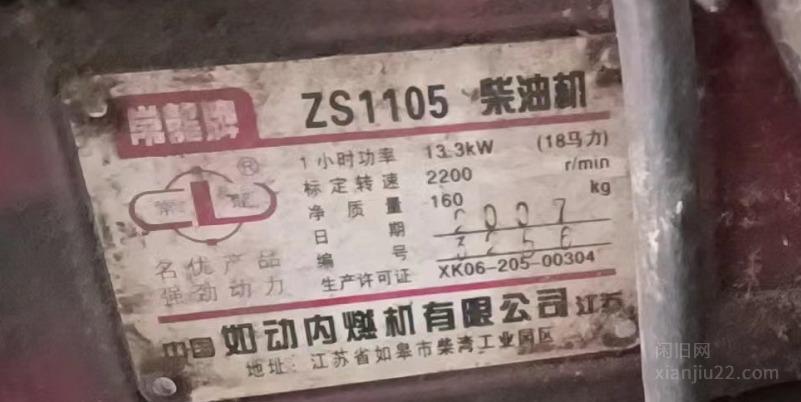 常龍牌
ZS1105 柴油机
1小时功率 13.3kW (18马力)
标定转速 2200 r/min
净质量 160 kg
日期 2007
编号 3256
生产许可证 XK06-205-00304
常 L 龍 ®
名优产品
强劲动力
中国 如动内燃机有限公司 江苏
地址:江苏省如皋市柴湾工业园区
闲旧网
xianjiu22.com